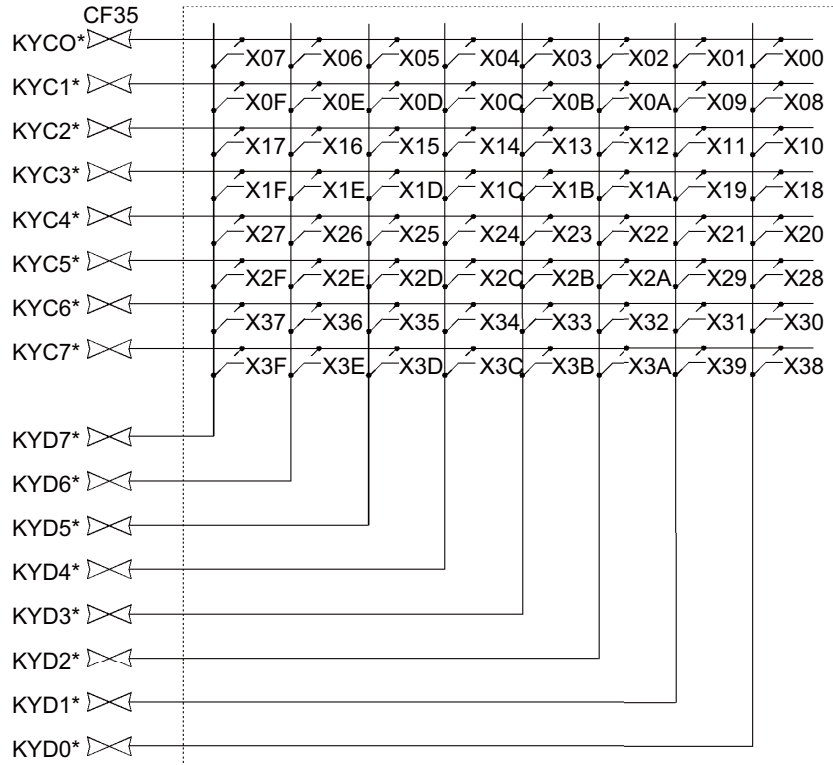 CF35
KYCO* X07 X06 X05 X04 X03 X02 X01 X00
KYC1* X0F X0E X0D X0C X0B X0A X09 X08
KYC2* X17 X16 X15 X14 X13 X12 X11 X10
KYC3* X1F X1E X1D X1C X1B X1A X19 X18
KYC4* X27 X26 X25 X24 X23 X22 X21 X20
KYC5* X2F X2E X2D X2C X2B X2A X29 X28
KYC6* X37 X36 X35 X34 X33 X32 X31 X30
KYC7* X3F X3E X3D X3C X3B X3A X39 X38
KYD7*
KYD6*
KYD5*
KYD4*
KYD3*
KYD2*
KYD1*
KYD0*